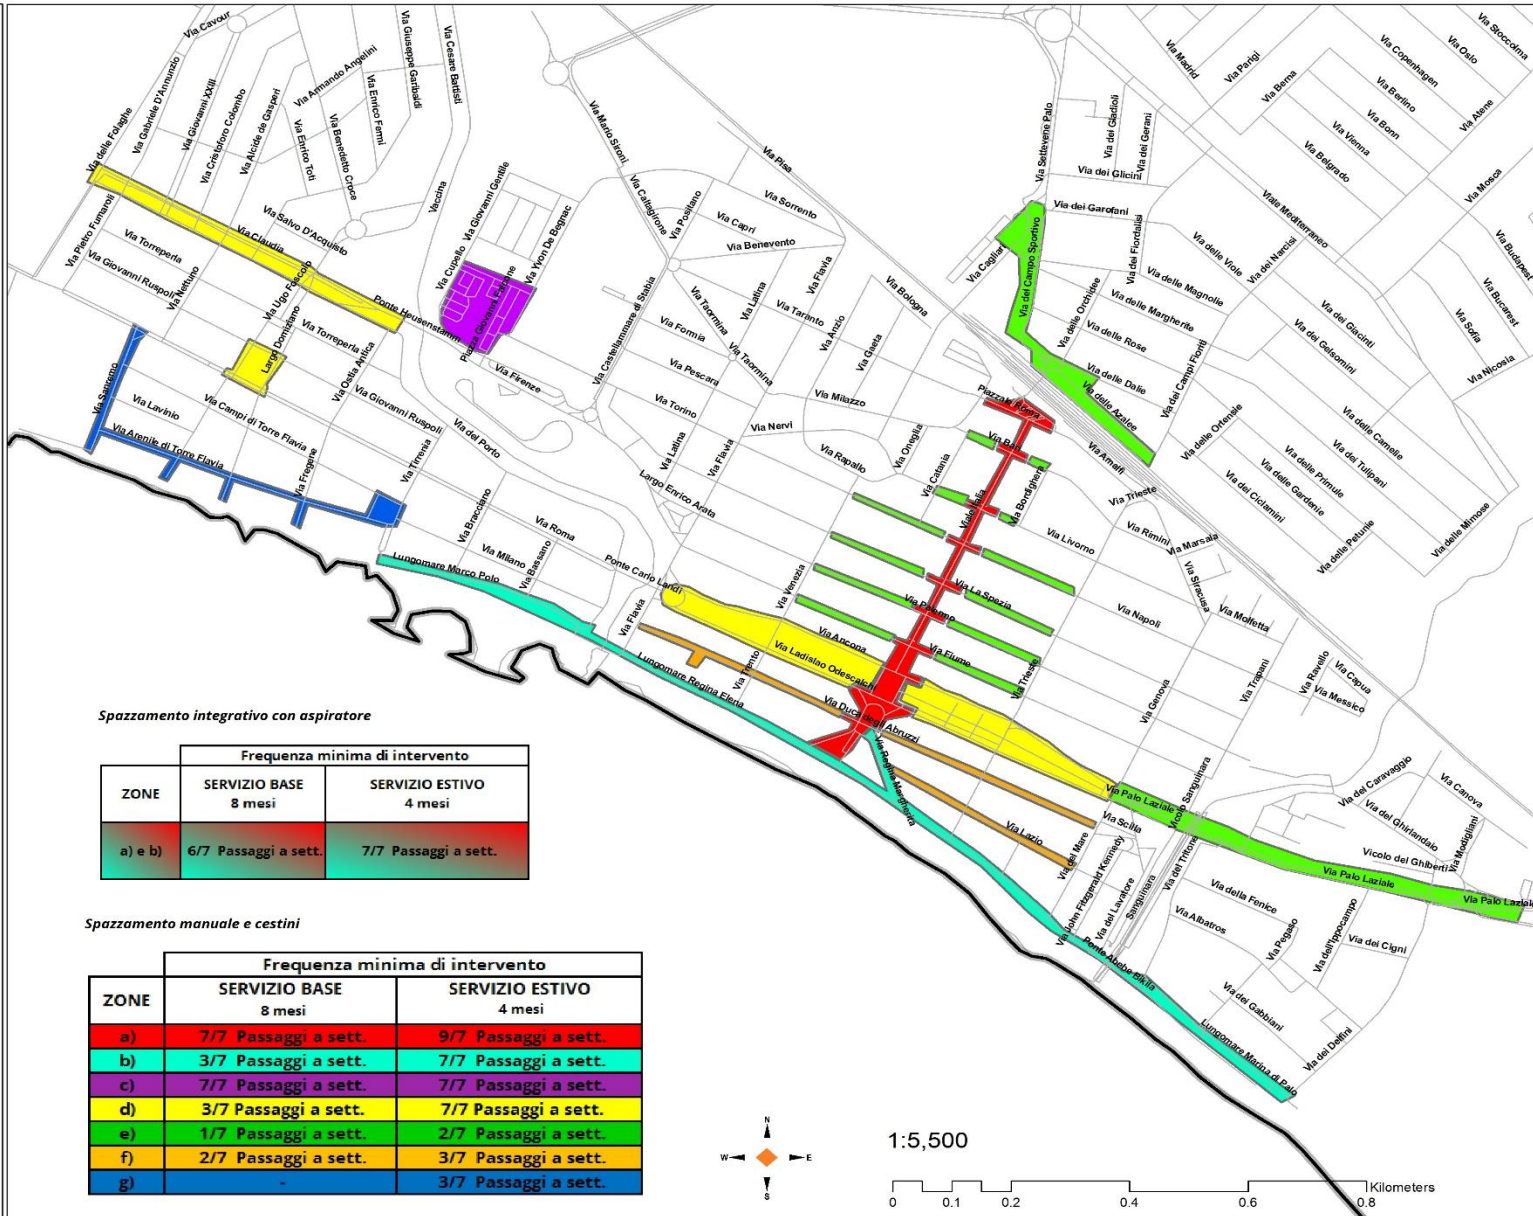 Via Cavour
Via Giuseppe Garibaldi
Via Cesare Battisti
Via Armando Angelini
Via Enrico Fermi
Via Gabriele D'Annunzio
Via Giovanni XXIII
Via Cristoforo Colombo
Via Alcide de Gasperi
Via Enrico Toti
Via Benedetto Croce
Via delle Folaghe
Vaccina
Via Giovanni Gentile
Via Mario Sironi
Via Pisa
Via Settevene Palo
Via dei Gladioli
Via dei Gerani
Via Madrid
Via Parigi
Via Berna
Via Copenhagen
Via Oslo
Via Stoccolma
Via Berlino
Via Bonn
Via Vienna
Via Belgrado
Via Atene
Via Mosca
Viale Mediterraneo
Via dei Glicini
Via dei Garofani
Via Pietro Fumaroli
Via Torreperla
Via Giovanni Ruspoli
Via Nettuno
Via Claudia
Via Salvo D'Acquisto
Via Ugo Foscolo
Ponte Heusenstamm
Via Cupello
Piazza Giovanni Falcone
Via Yvon De Begnac
Via Caltagirone
Via Positano
Via Capri
Via Sorrento
Via Benevento
Via Flavia
Via Latina
Via Taormina
Via Taranto
Via Anzio
Via Gaeta
Via Bologna
Via Cagliari
Via del Campo Sportivo
Via dei Fiordalisi
Via delle Viole
Via dei Narcisi
Via Budapest
Via Bucarest
Via Sofia
Via Nicosia
Via delle Orchidee
Via delle Magnolie
Via delle Margherite
Via delle Rose
Via delle Dalie
Via delle Azalee
Via dei Campi Fioriti
Via dei Giacinti
Via dei Gelsomini
Via delle Camelie
Via delle Ortensie
Via dei Tulipani
Via delle Primule
Via delle Gardenie
Via dei Ciclamini
Via delle Petunie
Via delle Mimose
Via Sanremo
Via Lavinio
Largo Domiziano
Via Torreperla
Via Ostia Antica
Via Campi di Torre Flavia
Via Giovanni Ruspoli
Via Arenile di Torre Flavia
Via Fregene
Via Tirrenia
Via del Porto
Via Firenze
Via Castellammare di Stabia
Via Formia
Via Pescara
Via Torino
Via Taormina
Via Milazzo
Via Nervi
Via Rapallo
Via Oneglia
Via Catania
Via Latina
Via Flavia
Largo Enrico Arata
Piazzale Roma
Via Bari
Viale Italia
Via Bordighera
Via Amalfi
Via Trieste
Via Rimini
Via Marsala
Via Livorno
Via Siracusa
Via Molfetta
Via Napoli
Via Bracciano
Via Roma
Via Milano
Via Bassano
Lungomare Marco Polo
Ponte Carlo Landi
Via Flavia
Via Venezia
Via Ancona
Via La Spezia
Via Palermo
Via Fiume
Via Trieste
Via Ladislao Odescalchi
Via Trento
Lungomare Regina Elena
Via Duca degli Abruzzi
Via Regina Margherita
Via Genova
Via Trapani
Via Ravello
Via Capua
Via Messico
Via Palo Laziale
Vicolo Sanguinara
Via Scilla
Via Lazio
Via del Mare
Via John Fitzgerald Kennedy
Via del Lavatore
Sanguinara
Via dei Tritoni
Via dei Caravaggio
Via Canova
Via del Ghirlandaio
Via Modigliani
Vicolo del Ghiberti
Via Palo Laziale
Via Palo Laziale
Via della Fenice
Via Albatros
Via Pegaso
Via dell'Ippocampo
Via dei Cigni
Ponte Abebe Bikila
Via dei Gabbiani
Via dei Delfini
Lungomare Marina di Palo
Spazzamento integrativo con aspiratore
Frequenza minima di intervento
ZONE SERVIZIO BASE 8 mesi SERVIZIO ESTIVO 4 mesi
a) e b) 6/7 Passaggi a sett. 7/7 Passaggi a sett.
Spazzamento manuale e cestini
Frequenza minima di intervento
ZONE SERVIZIO BASE 8 mesi SERVIZIO ESTIVO 4 mesi
a) 7/7 Passaggi a sett. 9/7 Passaggi a sett.
b) 3/7 Passaggi a sett. 7/7 Passaggi a sett.
c) 7/7 Passaggi a sett. 7/7 Passaggi a sett.
d) 3/7 Passaggi a sett. 7/7 Passaggi a sett.
e) 1/7 Passaggi a sett. 2/7 Passaggi a sett.
f) 2/7 Passaggi a sett. 3/7 Passaggi a sett.
g) - 3/7 Passaggi a sett.
N
W E
S
1:5,500
Kilometers
0 0.1 0.2 0.4 0.6 0.8